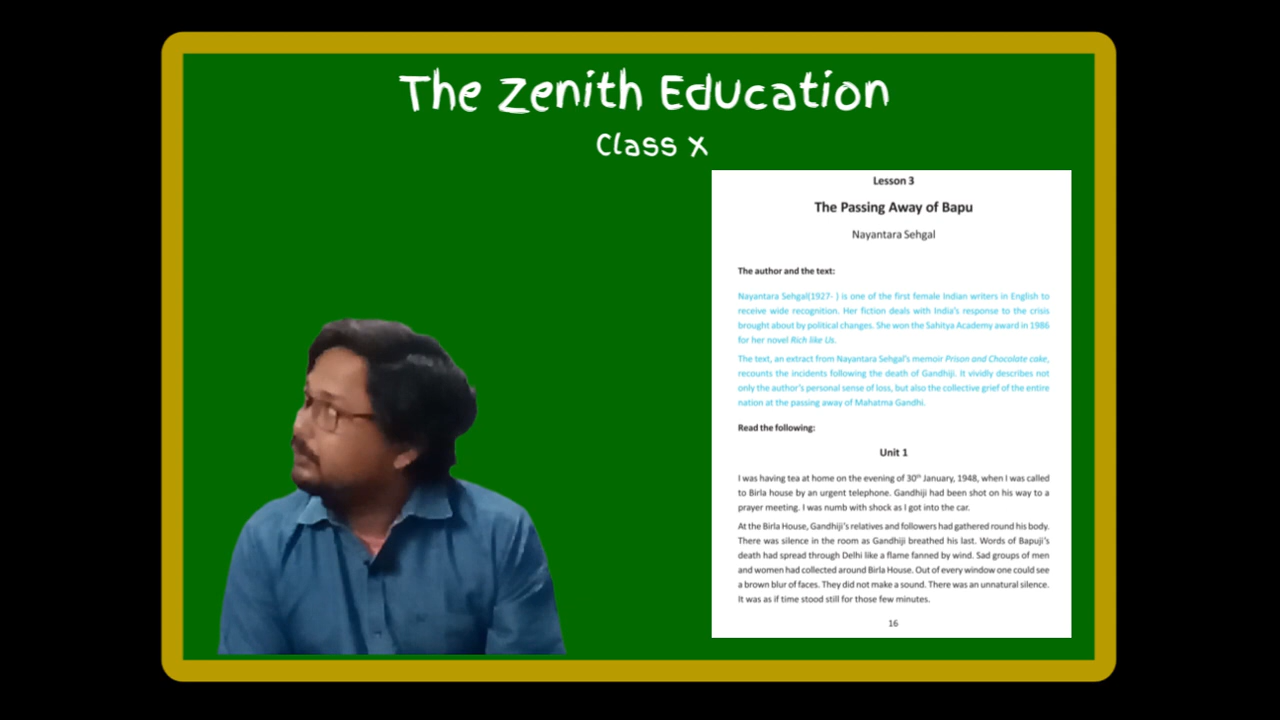 The Zenith Education
Class X
Lesson 3
The Passing Away of Bapu
Nayantara Sehgal
The author and the text:
Nayantara Sehgal(1927- ) is one of the first female Indian writers in English to
receive wide recognition. Her fiction deals with India's response to the crisis
brought about by political changes. She won the Sahitya Academy award in 1986
for her novel Rich like Us.
The text, an extract from Nayantara Sehgal's memoir Prison and Chocolate cake,
recounts the incidents following the death of Gandhiji. It vividly describes not
only the author's personal sense of loss, but also the collective grief of the entire
nation at the passing away of Mahatma Gandhi.
Read the following:
Unit 1
I was having tea at home on the evening of 30th January, 1948, when I was called
to Birla house by an urgent telephone. Gandhiji had been shot on his way to a
prayer meeting. I was numb with shock as I got into the car.
At the Birla House, Gandhiji's relatives and followers had gathered round his body.
There was silence in the room as Gandhiji breathed his last. Words of Bapuji's
death had spread through Delhi like a flame fanned by wind. Sad groups of men
and women had collected around Birla House. Out of every window one could see
a brown blur of faces. They did not make a sound. There was an unnatural silence.
It was as if time stood still for those few minutes.
16